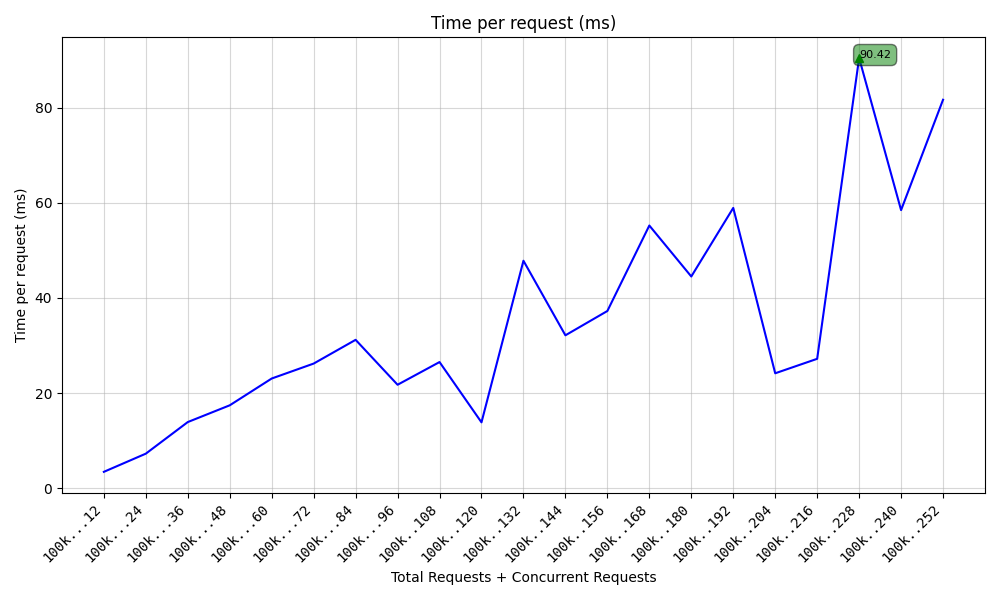 Time per request (ms)
90.42
80
60
40
20
0
Time per request (ms)
100k...12
100k...24
100k...36
100k...48
100k...60
100k...72
100k...84
100k...96
100k..108
100k..120
100k..132
100k..144
100k..156
100k..168
100k..180
100k..192
100k..204
100k..216
100k..228
100k..240
100k..252
Total Requests + Concurrent Requests